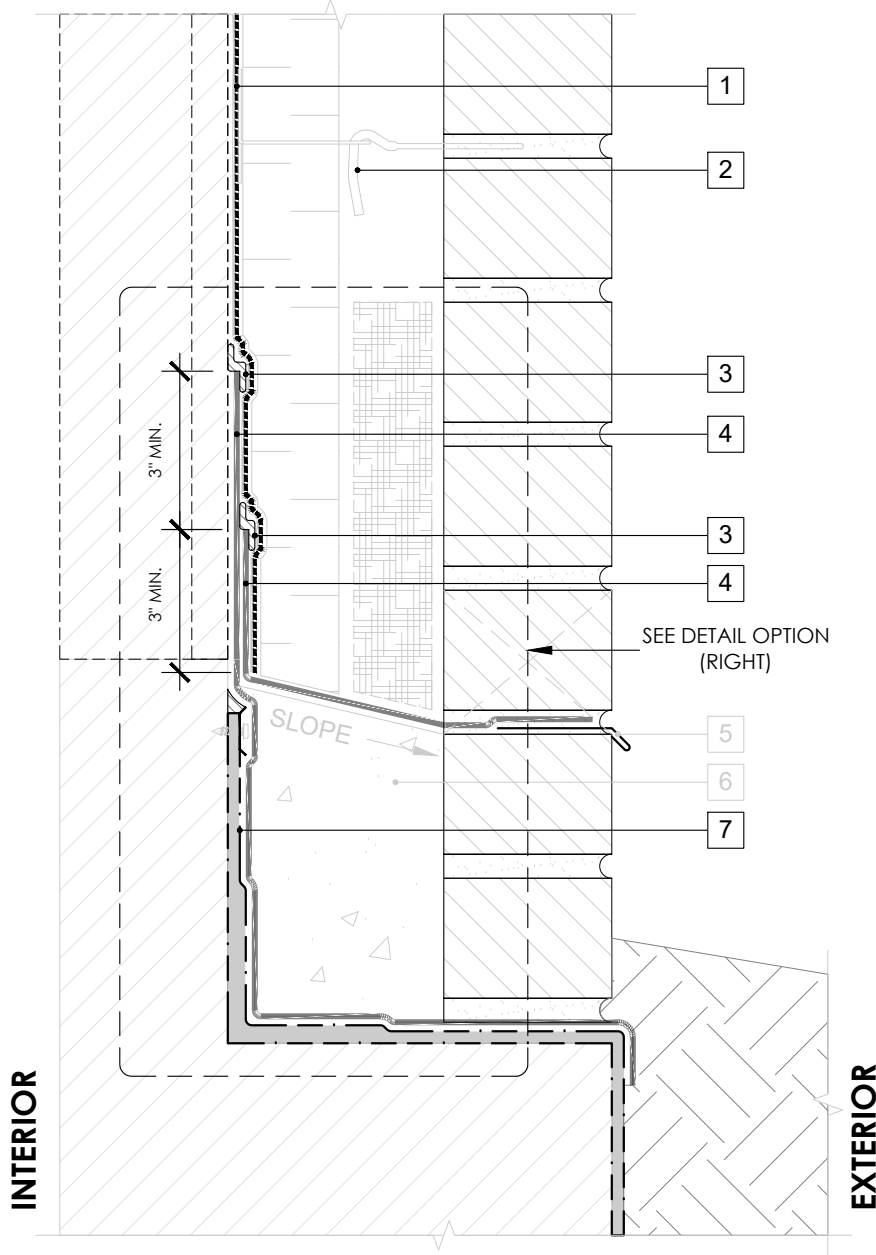 1
2
3
4
3" MIN.
3
4
3" MIN.
SEE DETAIL OPTION
(RIGHT)
SLOPE
5
6
7
INTERIOR
EXTERIOR